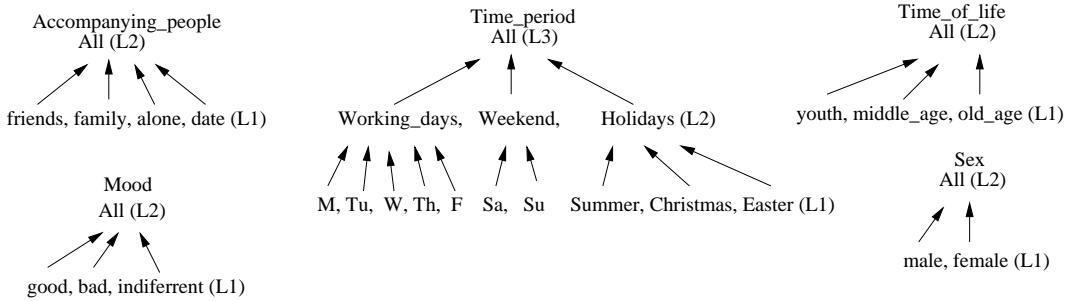 Accompanying_people
All (L2)
friends, family, alone, date (L1)
Time_period
All (L3)
Working_days, Weekend, Holidays (L2)
M, Tu, W, Th, F Sa, Su Summer, Christmas, Easter (L1)
Time_of_life
All (L2)
youth, middle_age, old_age (L1)
Mood
All (L2)
good, bad, indiferrent (L1)
Sex
All (L2)
male, female (L1)